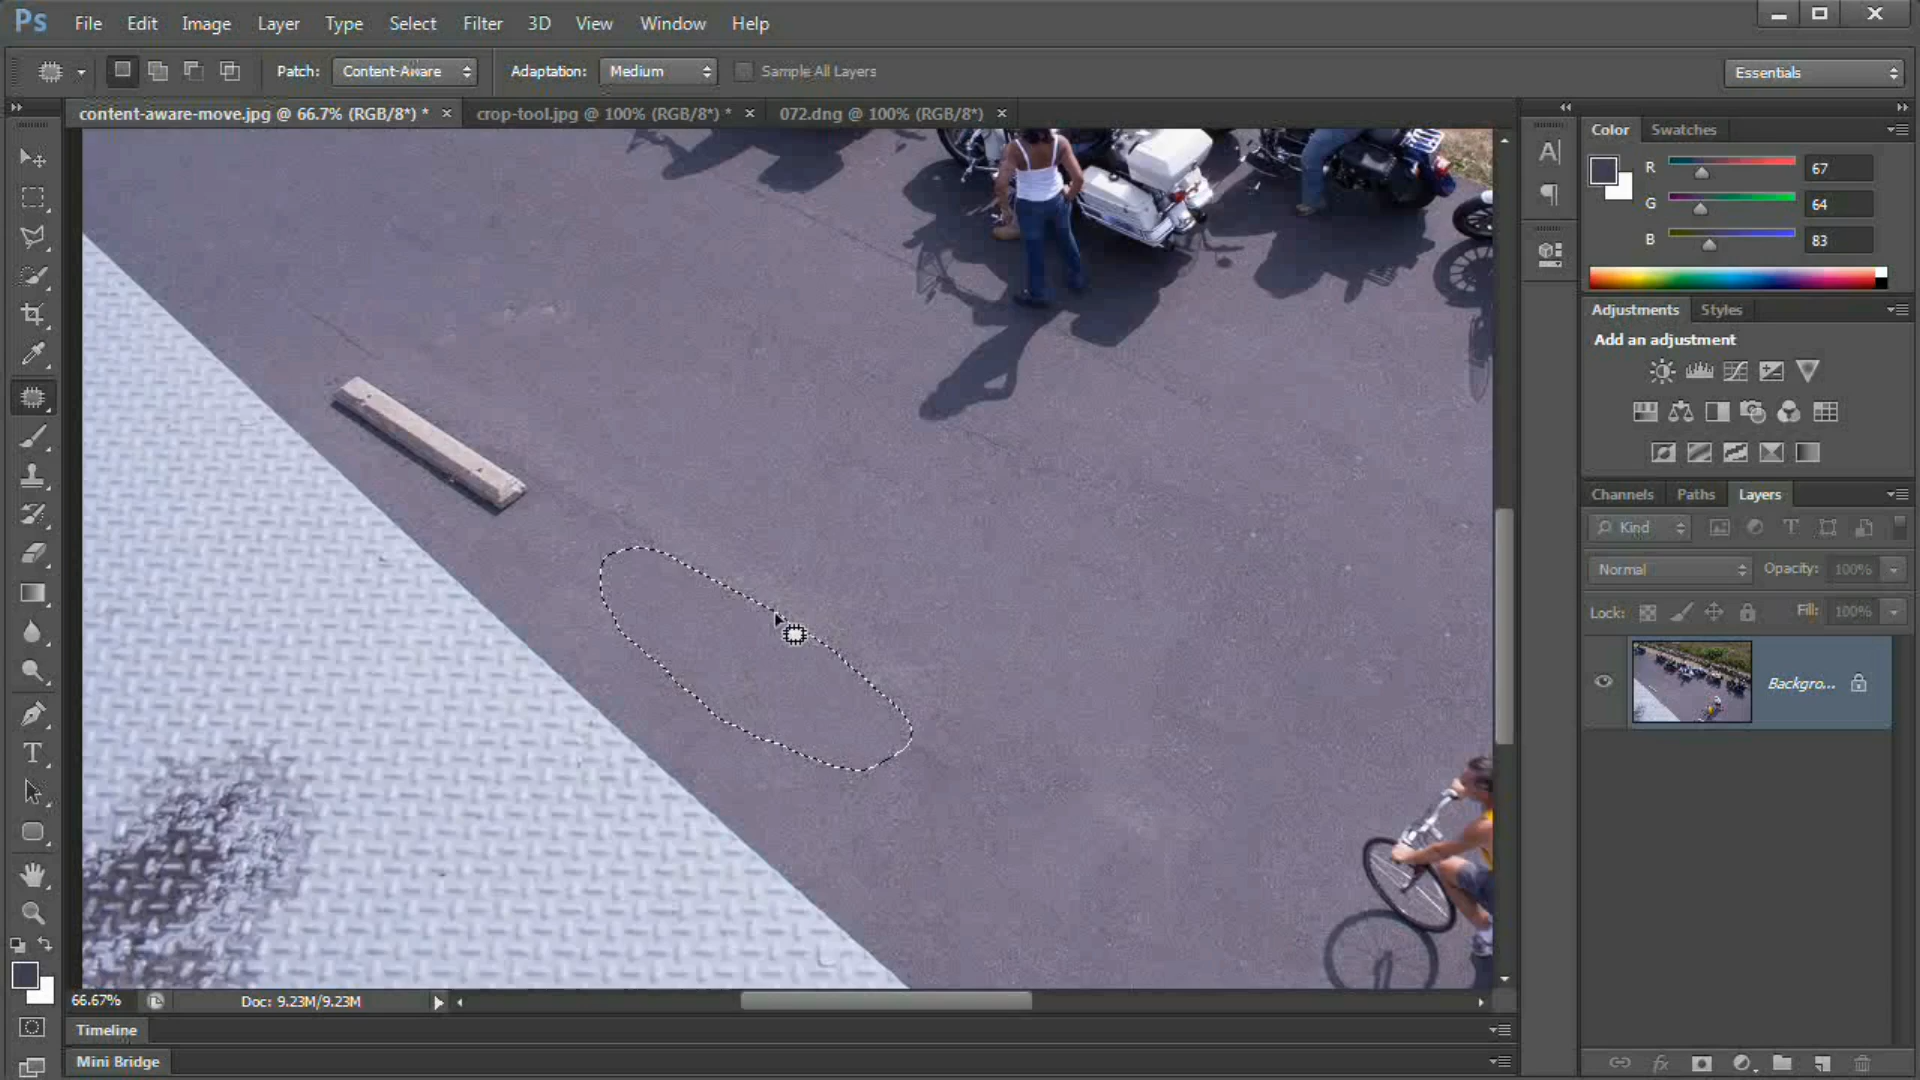 Ps File Edit Image Layer Type Select Filter 3D View Window Help
Patch: Content-Aware Adaptation: Medium Sample All Layers Essentials
content-aware-move.jpg @ 66.7% (RGB/8*) * × crop-tool.jpg @ 100% (RGB/8*) * × 072.dng @ 100% (RGB/8*) ×
Color Swatches
R 67
G 64
B 83
Adjustments Styles
Add an adjustment
Channels Paths Layers
Kind
Normal Opacity: 100%
Lock: Fill: 100%
Backgro...
66.67% Doc: 9.23M/9.23M
Timeline
Mini Bridge